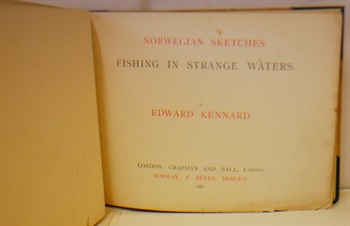 NORWEGIAN SKETCHES
FISHING IN STRANGE WATERS.
EDWARD KENNARD.
LONDON: CHAPMAN AND HALL, LIMITED
NORWAY: F. BEYER, BERGEN.